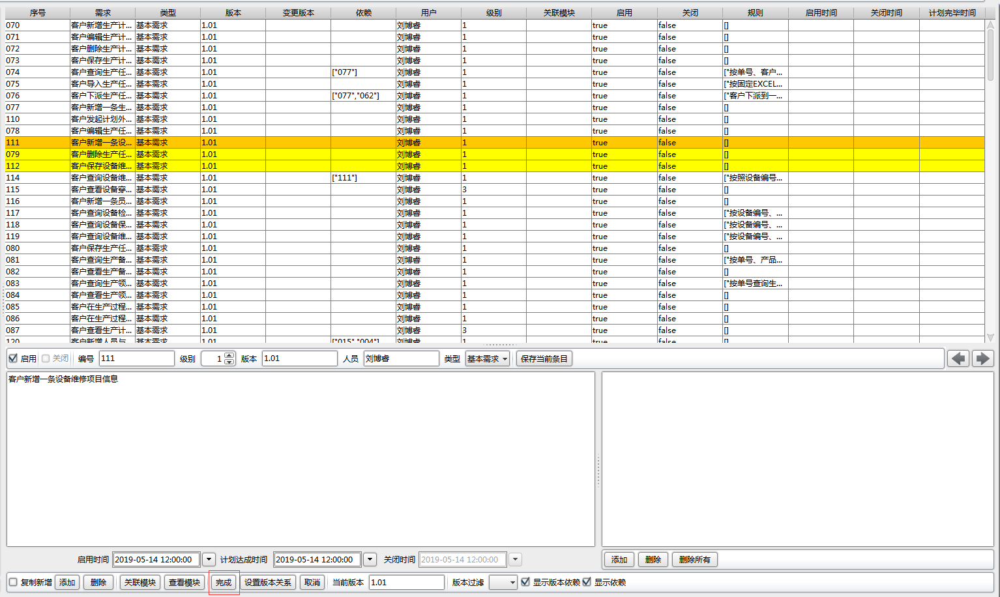 序号 需求 类型 版本 变更版本 依赖 用户 级别 关联模块 启用 关闭 规则 启用时间 关闭时间 计划完毕时间
070 客户新增生产计... 基本需求 1.01 刘博睿 1 true false []
071 客户编辑生产计... 基本需求 1.01 刘博睿 1 true false []
072 客户删除生产计... 基本需求 1.01 刘博睿 1 true false []
073 客户保存生产计... 基本需求 1.01 刘博睿 1 true false []
074 客户查询生产任... 基本需求 1.01 ["077"] 刘博睿 1 true false ["按单号、客户...
075 客户导入生产任... 基本需求 1.01 刘博睿 1 true false ["按固定EXCEL...
076 客户下派生产任... 基本需求 1.01 ["077","062"] 刘博睿 1 true false ["客户下派到一...
077 客户新增一条生... 基本需求 1.01 刘博睿 1 true false []
110 客户发起计划外... 基本需求 1.01 刘博睿 1 true false []
078 客户编辑生产任... 基本需求 1.01 刘博睿 1 true false []
111 客户新增一条设... 基本需求 1.01 刘博睿 1 true false []
079 客户删除生产任... 基本需求 1.01 刘博睿 1 true false []
112 客户保存设备维... 基本需求 1.01 刘博睿 1 true false []
114 客户查询设备维... 基本需求 1.01 ["111"] 刘博睿 1 true false ["按照设备编号...
115 客户查看设备穿... 基本需求 1.01 刘博睿 3 true false []
116 客户新增一条员... 基本需求 1.01 刘博睿 1 true false []
117 客户查询设备检... 基本需求 1.01 刘博睿 1 true false ["按设备编号、...
118 客户查询设备保... 基本需求 1.01 刘博睿 1 true false ["按设备编号、...
119 客户查询设备维... 基本需求 1.01 刘博睿 1 true false ["按设备编号、...
080 客户保存生产任... 基本需求 1.01 刘博睿 1 true false []
081 客户查询生产备... 基本需求 1.01 刘博睿 1 true false ["按单号、产品...
082 客户查看生产备... 基本需求 1.01 刘博睿 1 true false []
083 客户查询生产领... 基本需求 1.01 刘博睿 1 true false ["按单号查询生...
084 客户查看生产领... 基本需求 1.01 刘博睿 1 true false []
085 客户在生产过程... 基本需求 1.01 刘博睿 1 true false []
086 客户在生产过程... 基本需求 1.01 刘博睿 1 true false []
087 客户查看生产计... 基本需求 1.01 刘博睿 3 true false []
120 客户新增人员与... 基本需求 1.01 ["015","004"] 刘博睿 1 true false []
启用 关闭 编号 111 级别 1 版本 1.01 人员 刘博睿 类型 基本需求 保存当前条目
客户新增一条设备维修项目信息
启用时间 2019-05-14 12:00:00 计划达成时间 2019-05-14 12:00:00 关闭时间 2019-05-14 12:00:00 添加 删除 删除所有
复制新增 添加 删除 关联模块 查看模块 完成 设置版本关系 取消 当前版本 1.01 版本过滤 显示版本依赖 显示依赖